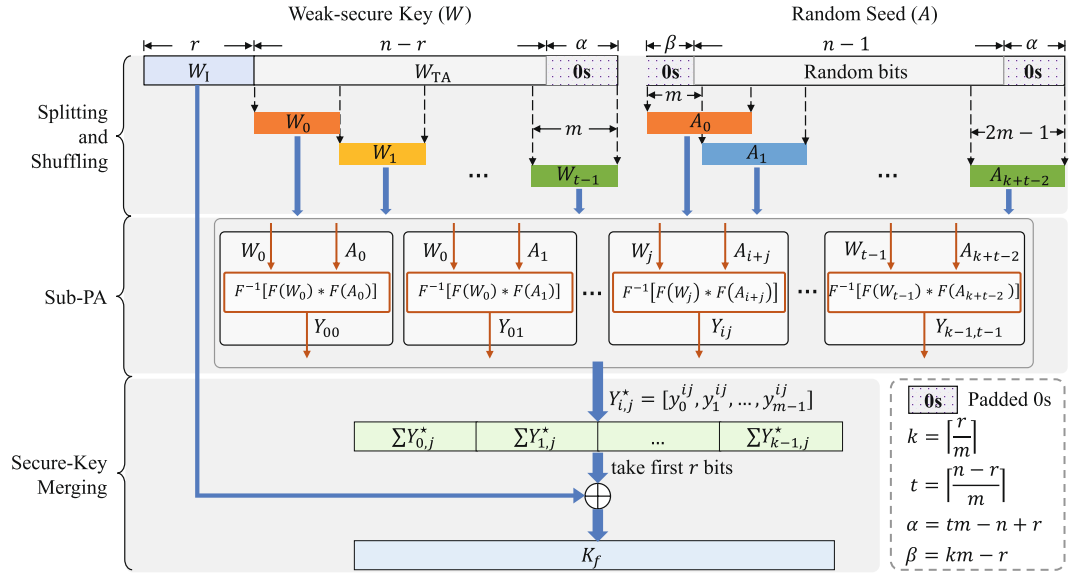 Weak-secure Key (W) Random Seed (A)
r n − r α β n − 1 α
W_I W_TA 0s 0s Random bits 0s
Splitting
and
Shuffling
m
W_0 m A_0 2m − 1
W_1 A_1
... ...
W_{t−1} A_{k+t−2}
Sub-PA
W_0 A_0 W_0 A_1 W_j A_{i+j} W_{t−1} A_{k+t−2}
F^{-1}[F(W_0) * F(A_0)] F^{-1}[F(W_0) * F(A_1)] ... F^{-1}[F(W_j) * F(A_{i+j})] ... F^{-1}[F(W_{t−1}) * F(A_{k+t−2})]
Y_{00} Y_{01} Y_{ij} Y_{k−1,t−1}
Secure-Key
Merging
Y^⋆_{i,j} = [y_0^{ij}, y_1^{ij}, ..., y_{m−1}^{ij}]
∑Y^⋆_{0,j} ∑Y^⋆_{1,j} ... ∑Y^⋆_{k−1,j}
take first r bits
⊕
K_f
0s Padded 0s
k = ⌈r/m⌉
t = ⌈(n − r)/m⌉
α = tm − n + r
β = km − r